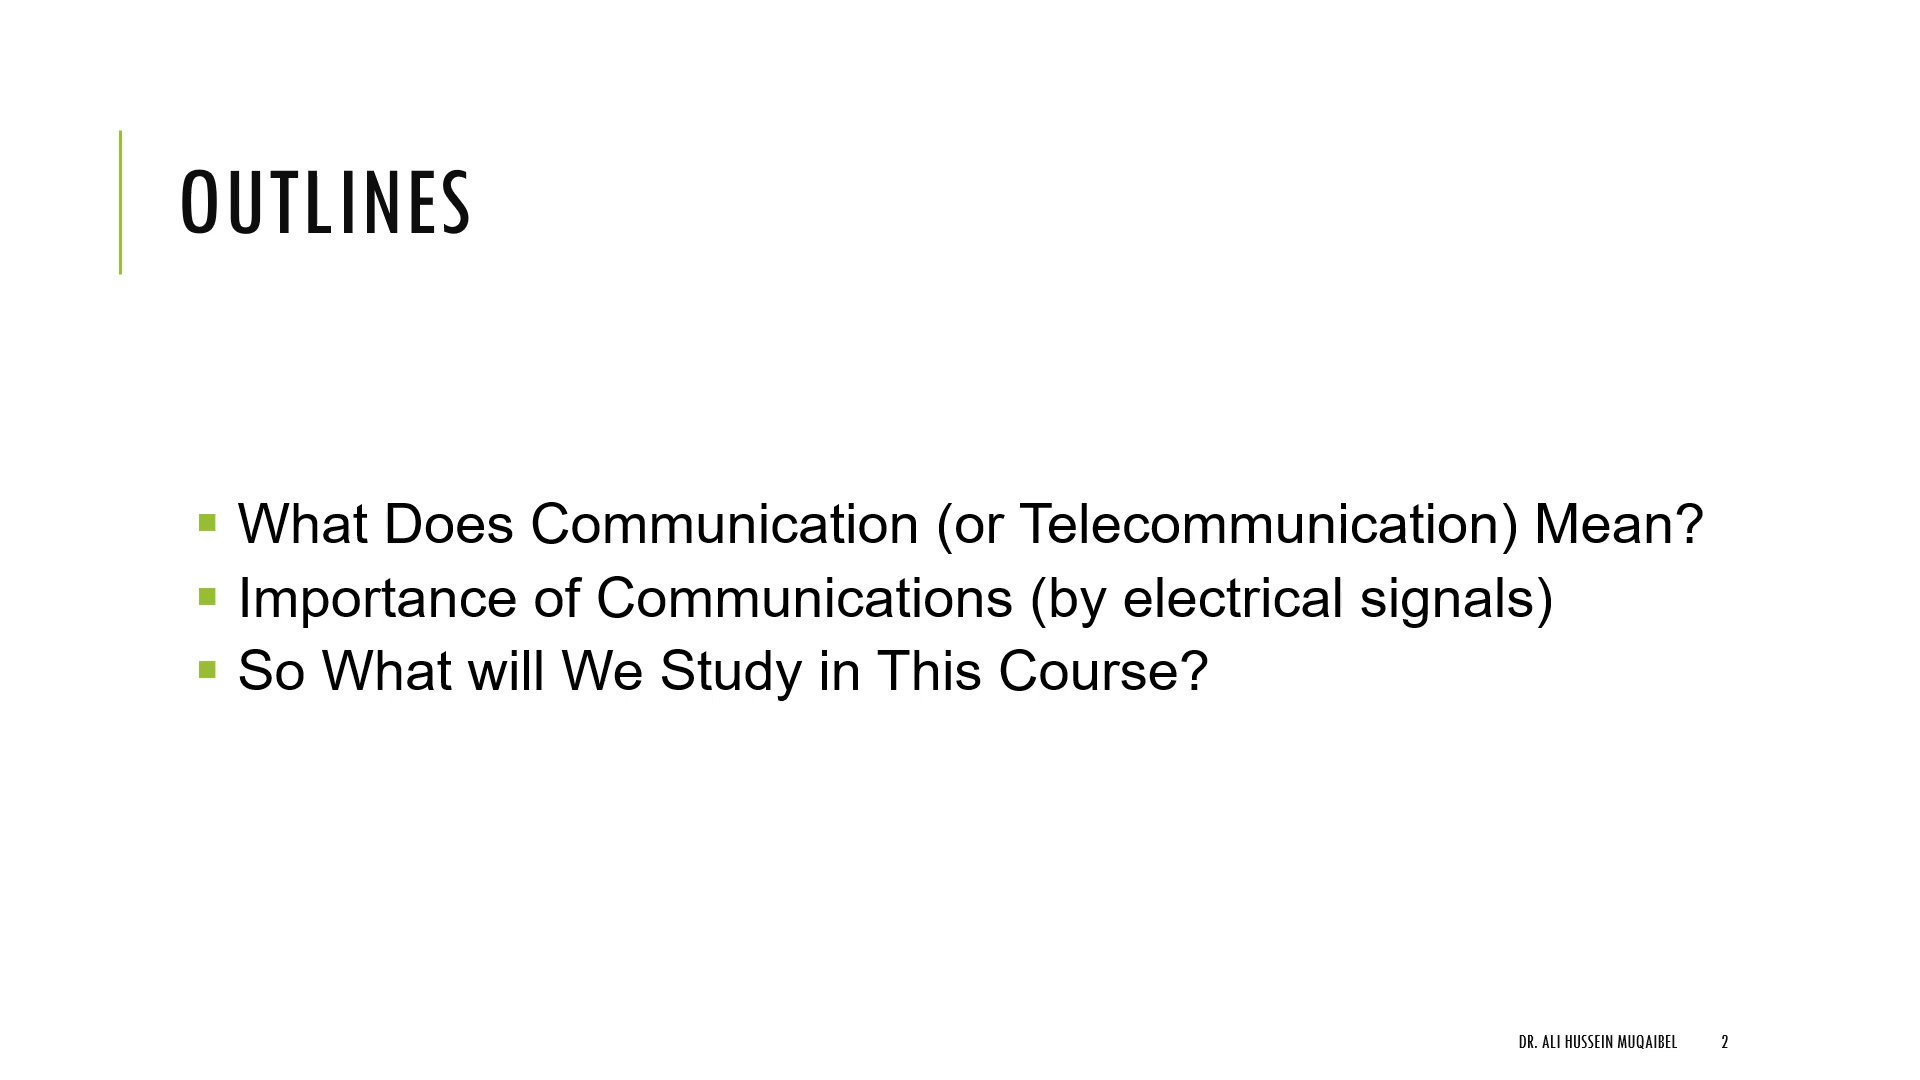 OUTLINES
What Does Communication (or Telecommunication) Mean?
Importance of Communications (by electrical signals)
So What will We Study in This Course?
DR. ALI HUSSEIN MUQAIBEL 2